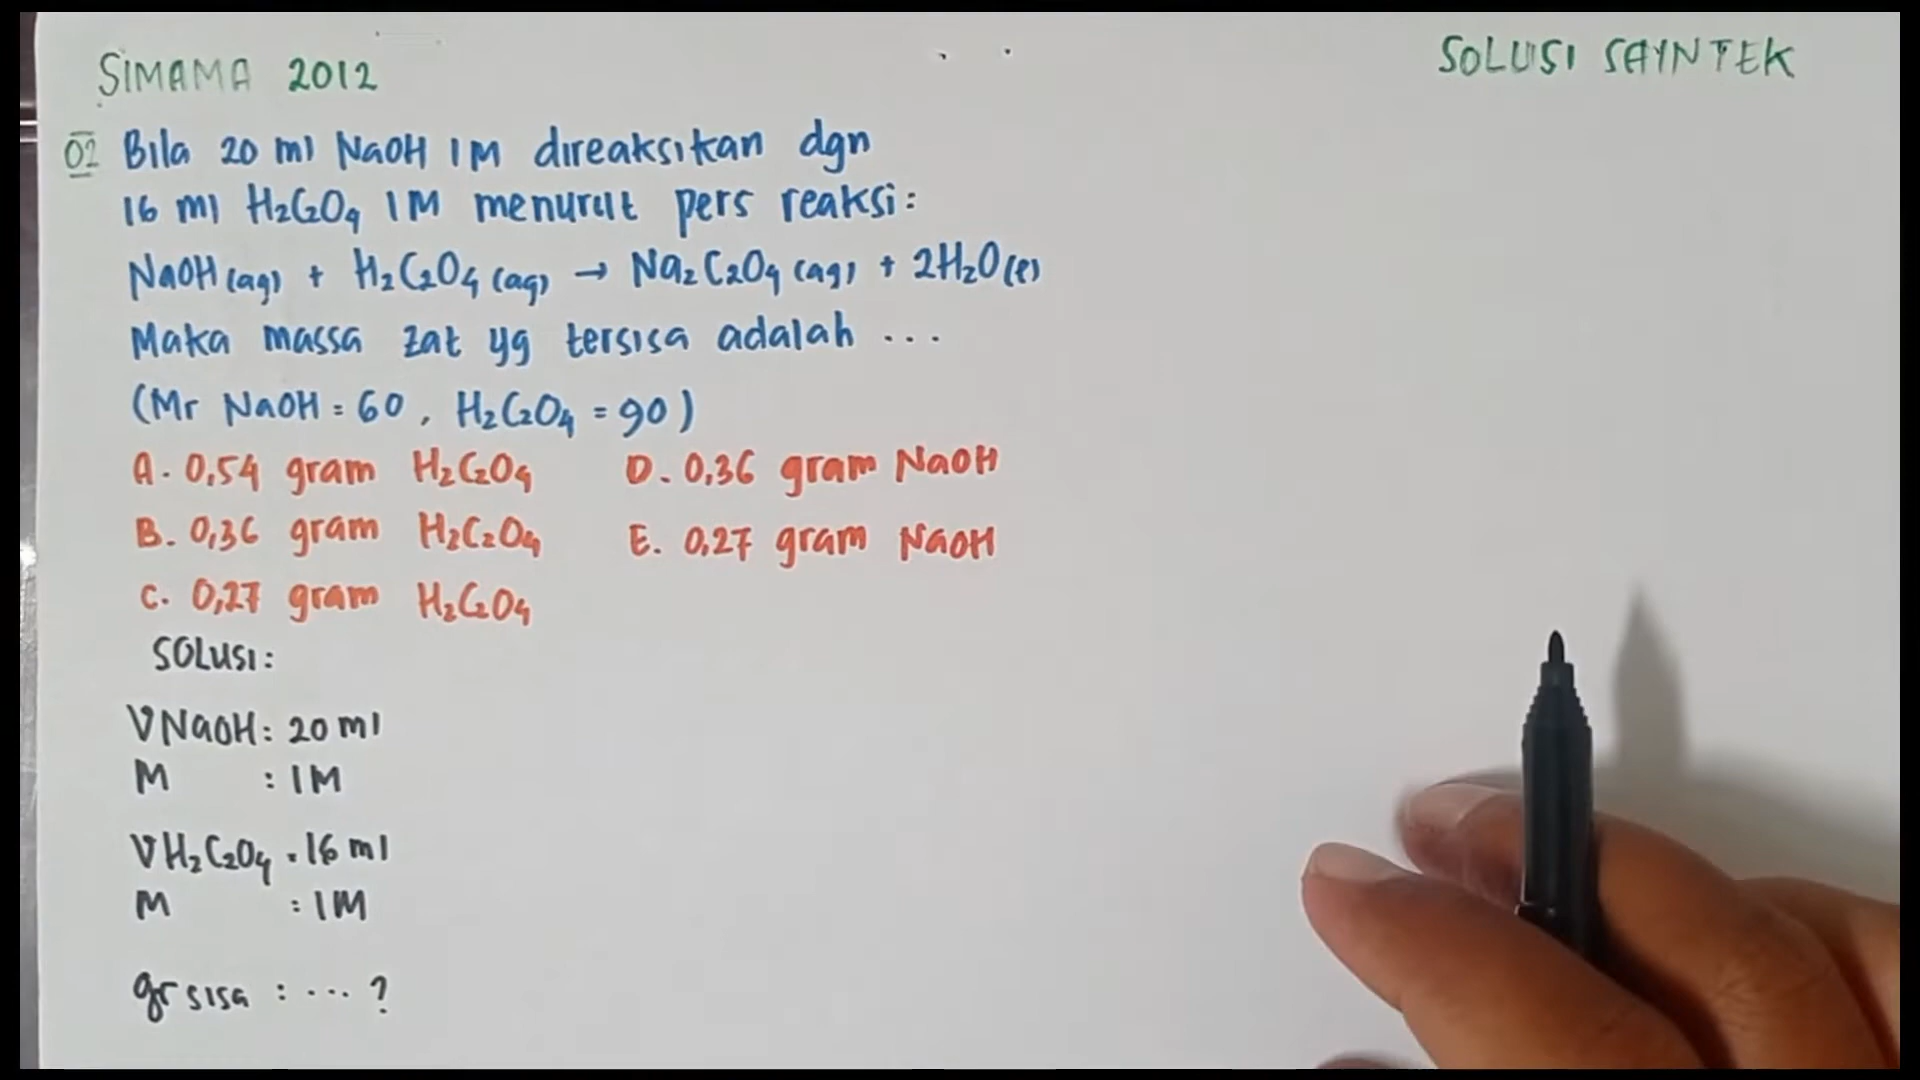 SIMAMA 2012
SOLUSI SAYNTEK
02 Bila 20 ml NaOH 1M direaksikan dgn
16 ml H₂C₂O₄ 1M menurut pers reaksi:
NaOH (aq) + H₂C₂O₄ (aq) → Na₂C₂O₄ (aq) + 2H₂O (l)
Maka massa zat yg tersisa adalah ...
(Mr NaOH = 60, H₂C₂O₄ = 90)
A. 0,54 gram H₂C₂O₄ D. 0,36 gram NaOH
B. 0,36 gram H₂C₂O₄ E. 0,27 gram NaOH
C. 0,27 gram H₂C₂O₄
SOLUSI:
V NaOH: 20 ml
M : 1M
V H₂C₂O₄ = 16 ml
M : 1M
gr sisa : ... ?